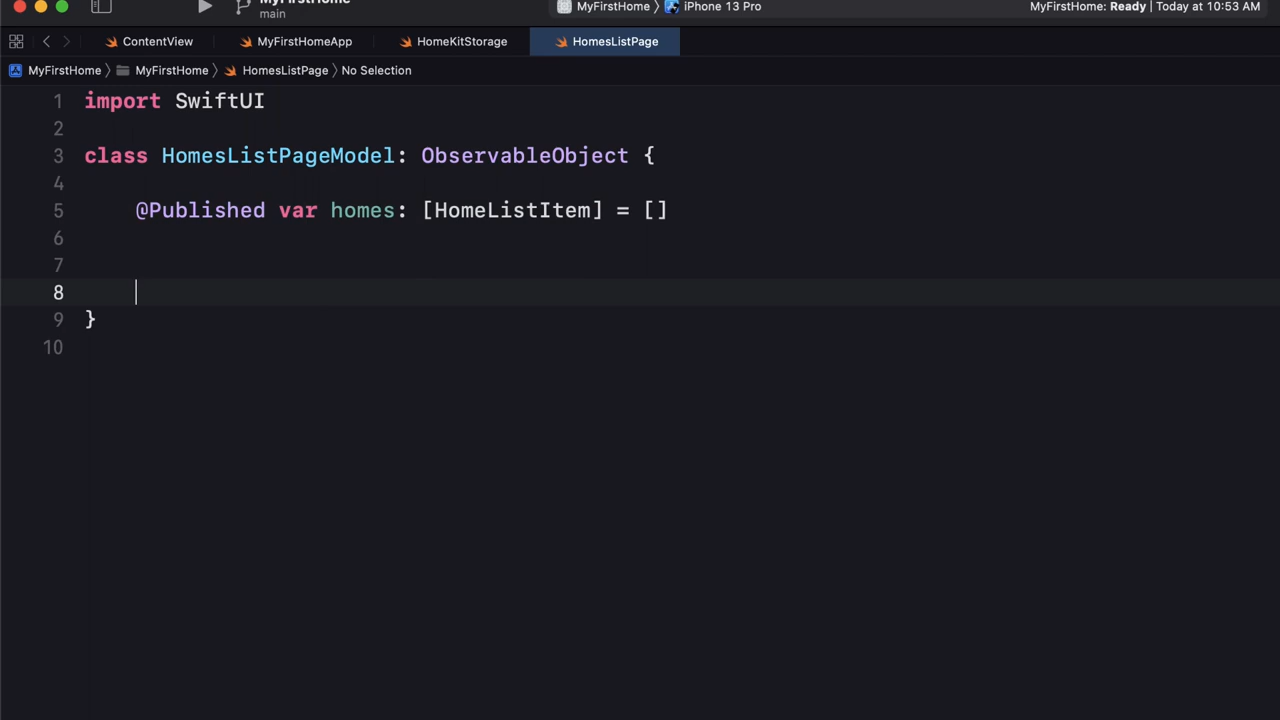 MyFirstHome
main
MyFirstHome 〉 iPhone 13 Pro
MyFirstHome: Ready | Today at 10:53 AM
ContentView
MyFirstHomeApp
HomeKitStorage
HomesListPage
MyFirstHome 〉 MyFirstHome 〉 HomesListPage 〉 No Selection
1 import SwiftUI
2
3 class HomesListPageModel: ObservableObject {
4
5 @Published var homes: [HomeListItem] = []
6
7
8
9 }
10